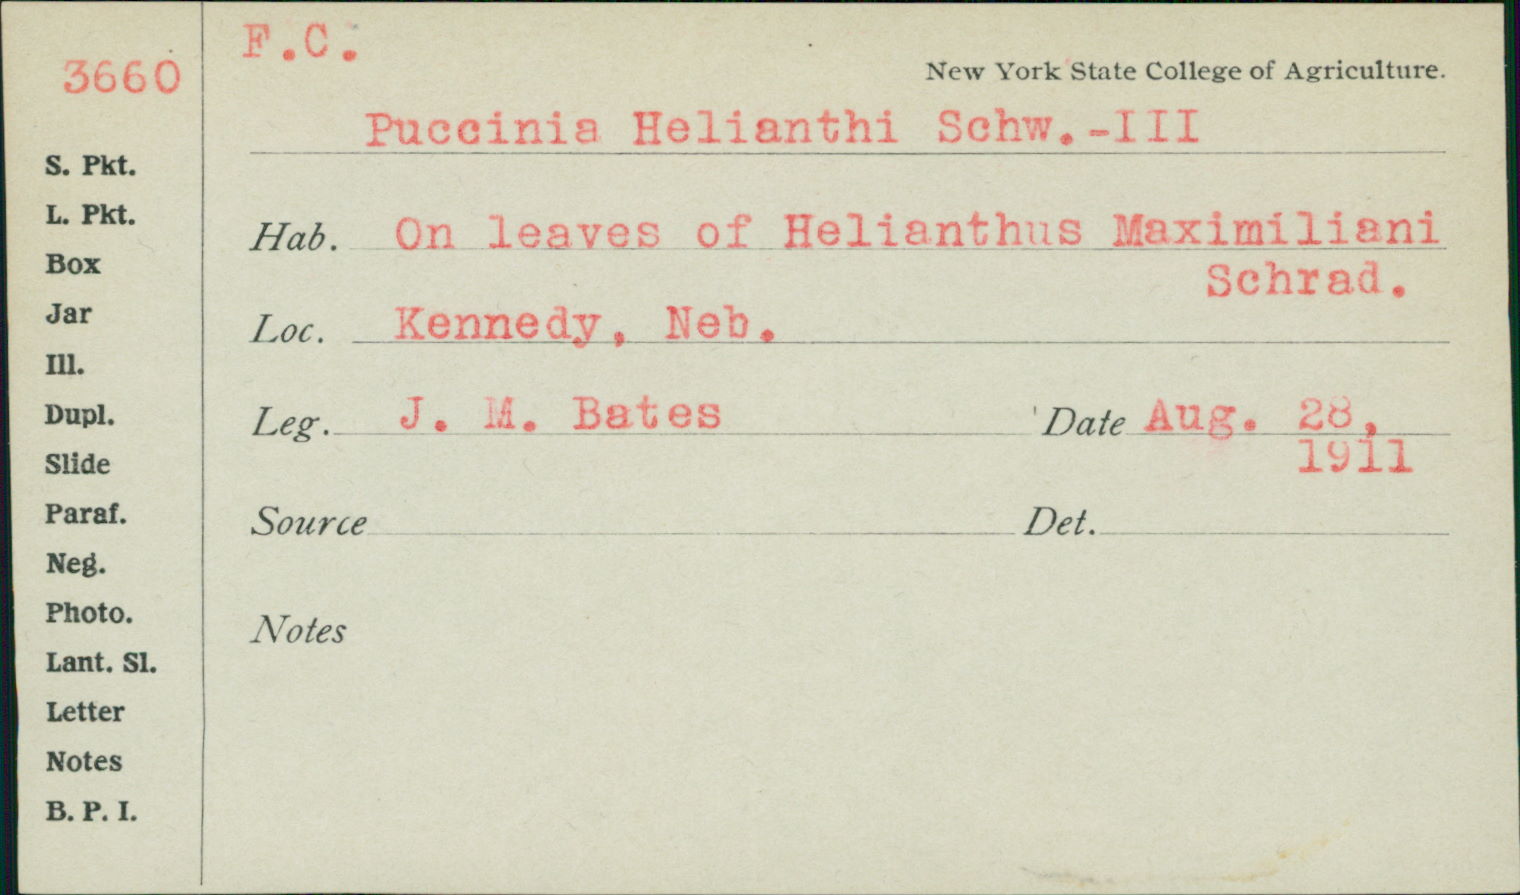 F.C.
3660
New York State College of Agriculture.
Puccinia Helianthi Schw.-III
S. Pkt.
L. Pkt.
Box
Jar
Ill.
Dupl.
Slide
Paraf.
Neg.
Photo.
Lant. Sl.
Letter
Notes
B. P. I.
Hab. On leaves of Helianthus Maximiliani
Schrad.
Loc. Kennedy, Neb.
Leg. J. M. Bates Date Aug. 28,
1911
Source Det.
Notes